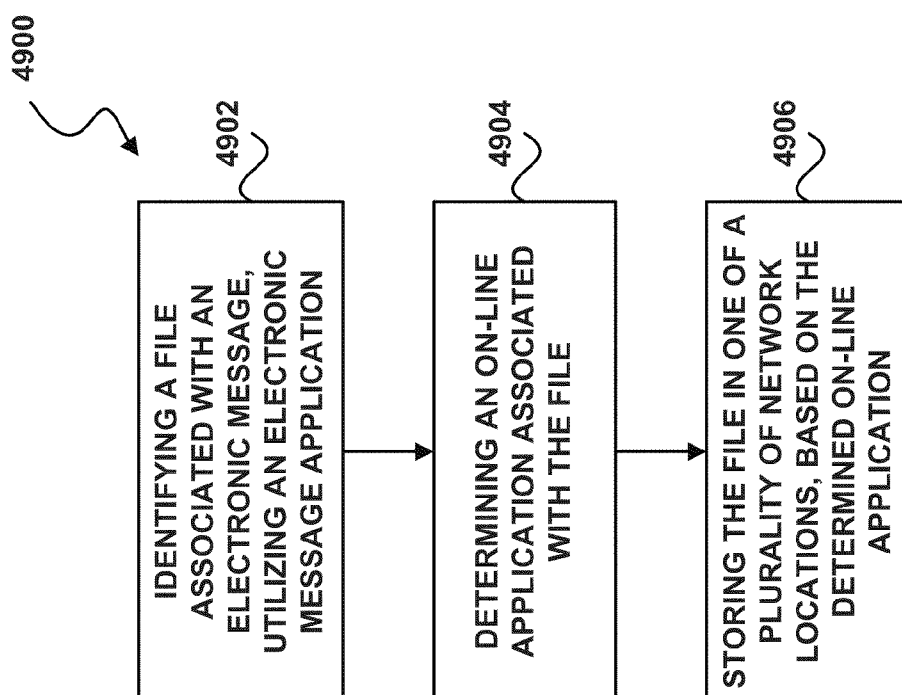 4900
4902
IDENTIFYING A FILE
ASSOCIATED WITH AN
ELECTRONIC MESSAGE,
UTILIZING AN ELECTRONIC
MESSAGE APPLICATION
4904
DETERMINING AN ON-LINE
APPLICATION ASSOCIATED
WITH THE FILE
4906
STORING THE FILE IN ONE OF A
PLURALITY OF NETWORK
LOCATIONS, BASED ON THE
DETERMINED ON-LINE
APPLICATION